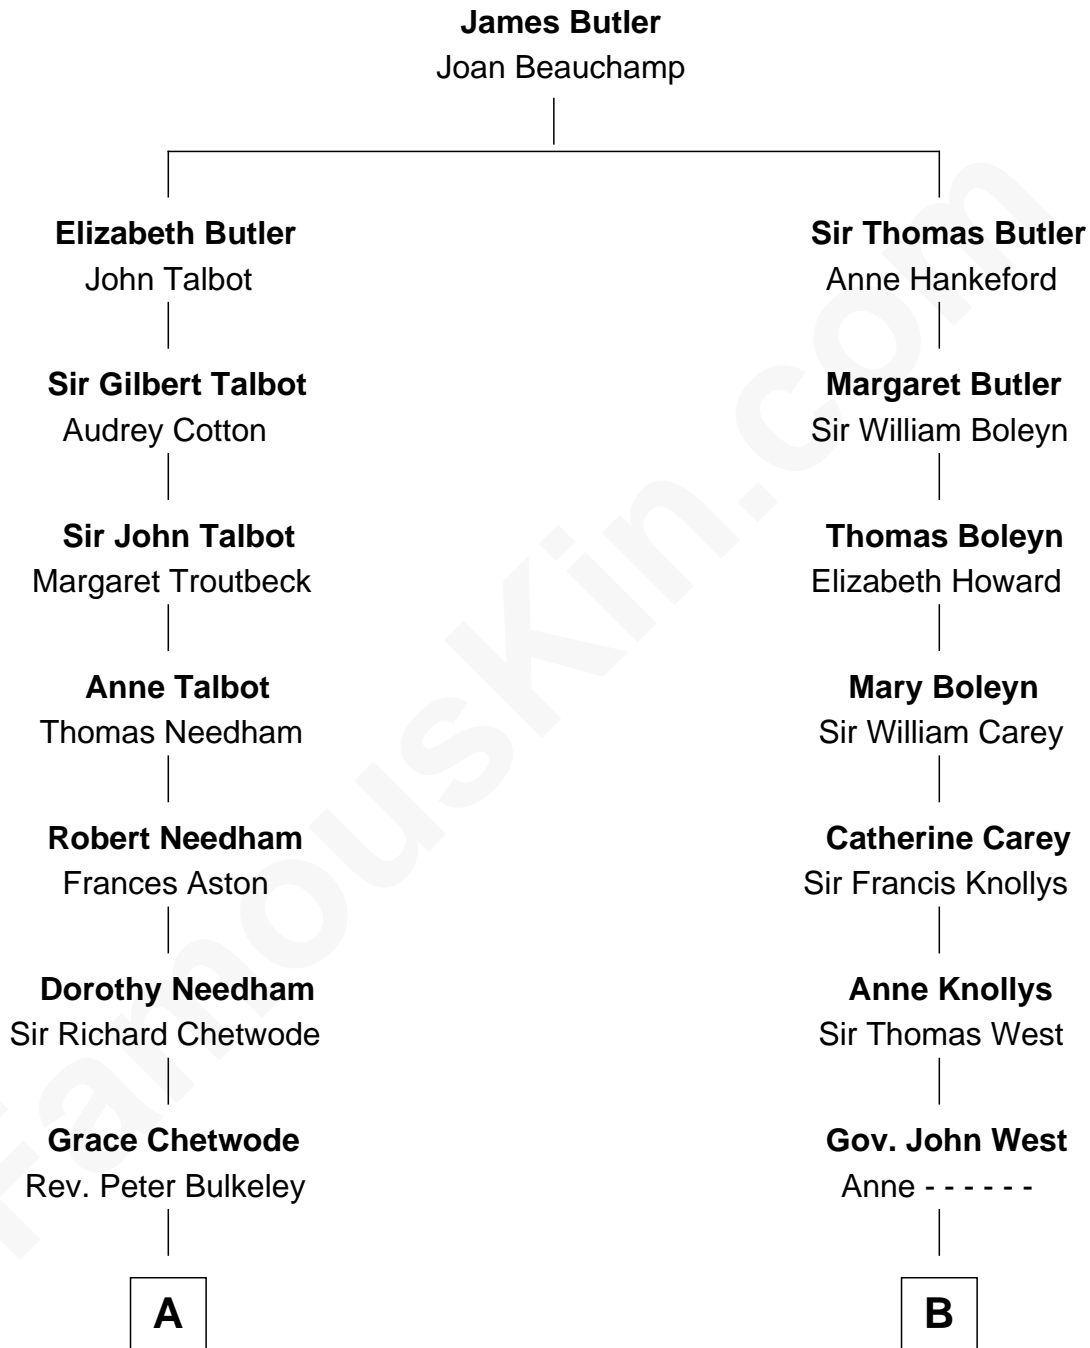 James Butler
Joan Beauchamp
Elizabeth Butler
John Talbot
Sir Thomas Butler
Anne Hankeford
Sir Gilbert Talbot
Audrey Cotton
Margaret Butler
Sir William Boleyn
Sir John Talbot
Margaret Troutbeck
Thomas Boleyn
Elizabeth Howard
Anne Talbot
Thomas Needham
Mary Boleyn
Sir William Carey
Robert Needham
Frances Aston
Catherine Carey
Sir Francis Knollys
Dorothy Needham
Sir Richard Chetwode
Anne Knollys
Sir Thomas West
Grace Chetwode
Rev. Peter Bulkeley
Gov. John West
Anne - - - - - -
A
B
FamousKin.com